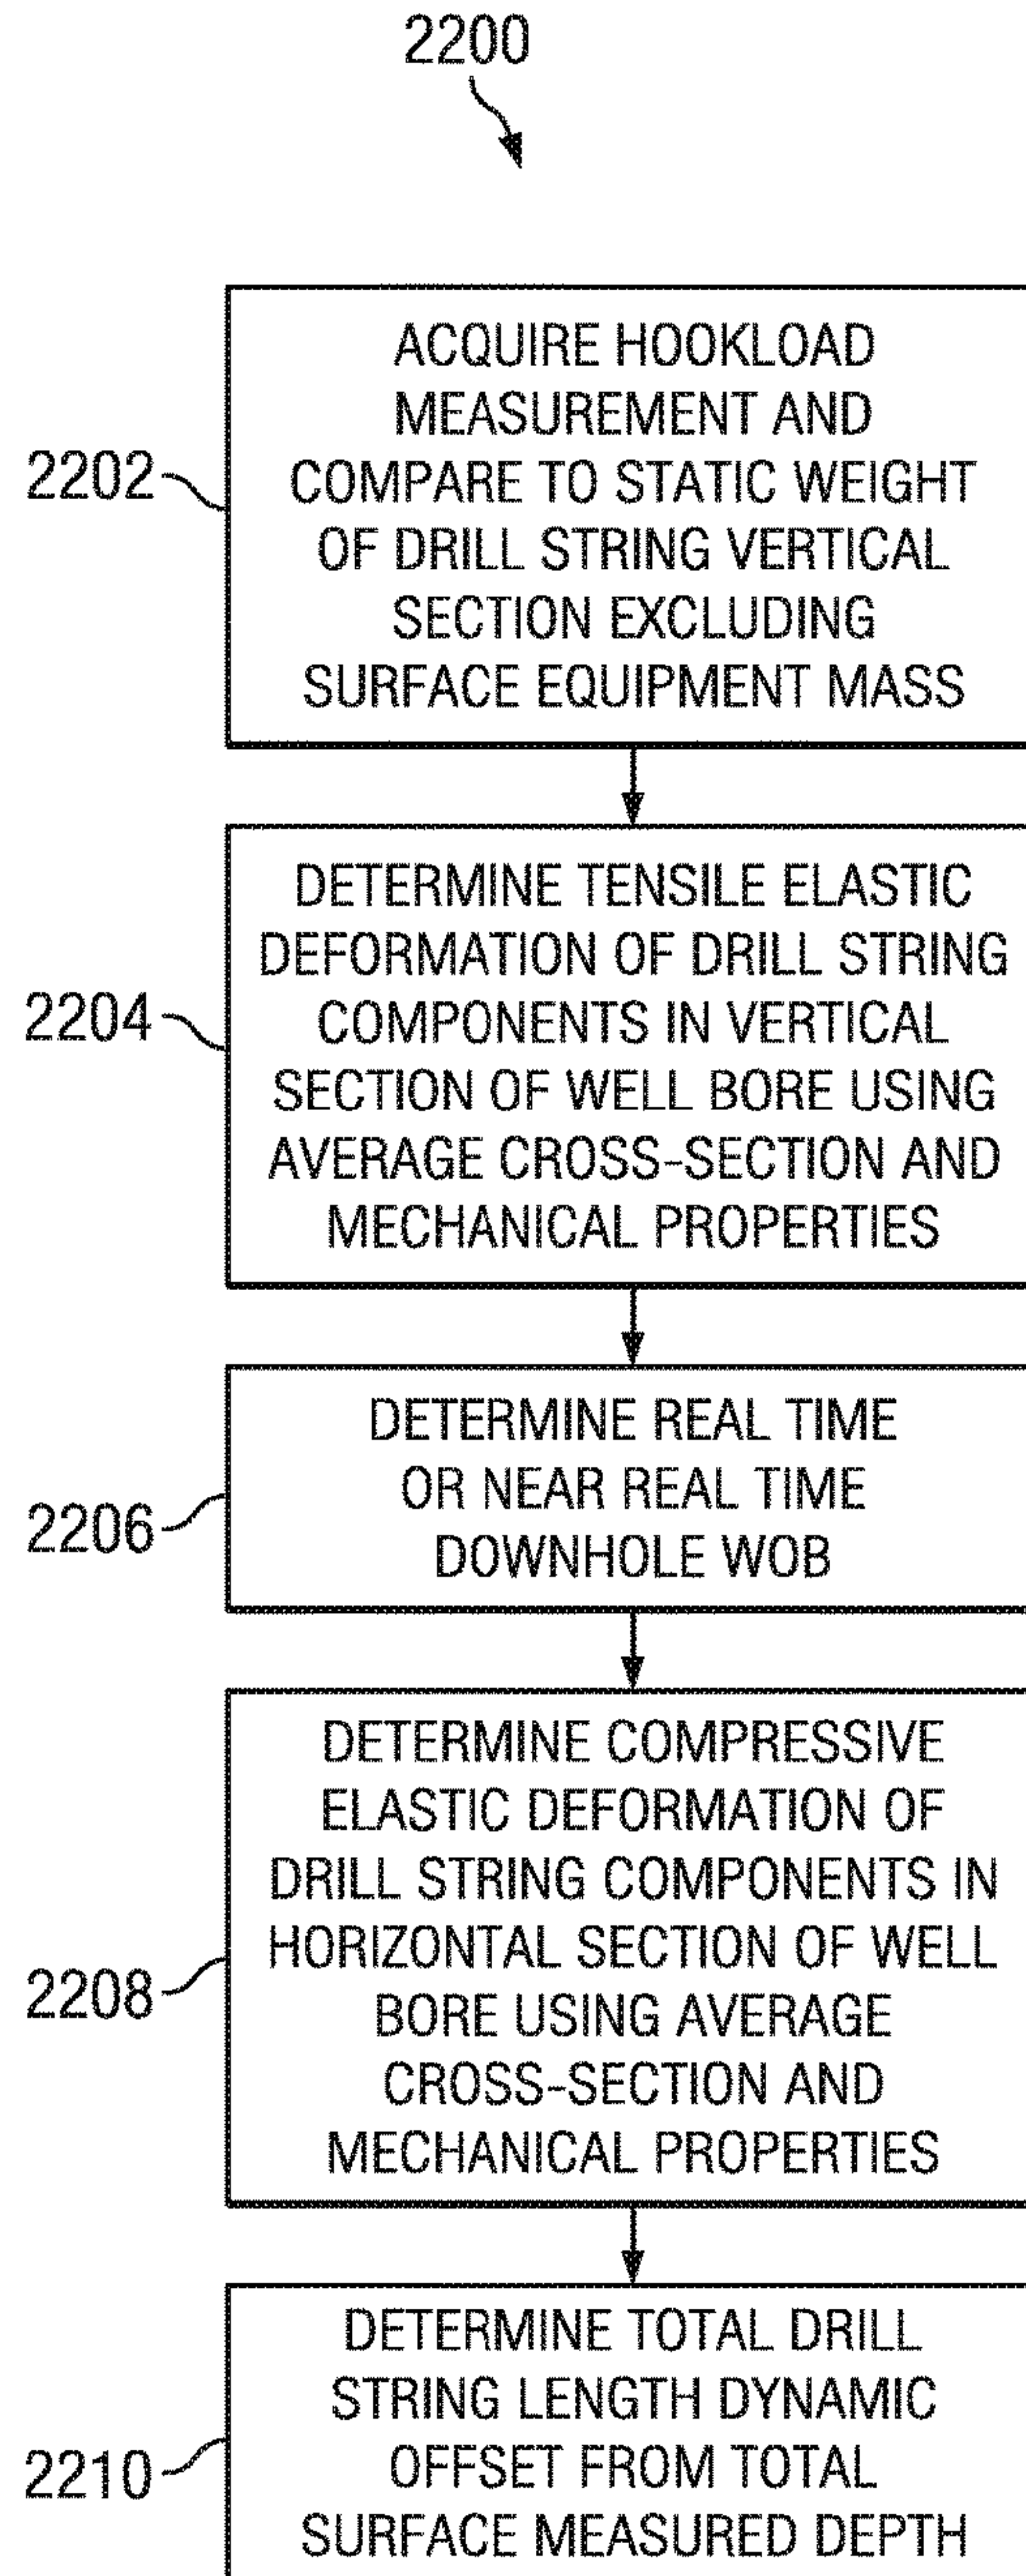 2200
2202
ACQUIRE HOOKLOAD
MEASUREMENT AND
COMPARE TO STATIC WEIGHT
OF DRILL STRING VERTICAL
SECTION EXCLUDING
SURFACE EQUIPMENT MASS
2204
DETERMINE TENSILE ELASTIC
DEFORMATION OF DRILL STRING
COMPONENTS IN VERTICAL
SECTION OF WELL BORE USING
AVERAGE CROSS-SECTION AND
MECHANICAL PROPERTIES
2206
DETERMINE REAL TIME
OR NEAR REAL TIME
DOWNHOLE WOB
2208
DETERMINE COMPRESSIVE
ELASTIC DEFORMATION OF
DRILL STRING COMPONENTS IN
HORIZONTAL SECTION OF WELL
BORE USING AVERAGE
CROSS-SECTION AND
MECHANICAL PROPERTIES
2210
DETERMINE TOTAL DRILL
STRING LENGTH DYNAMIC
OFFSET FROM TOTAL
SURFACE MEASURED DEPTH